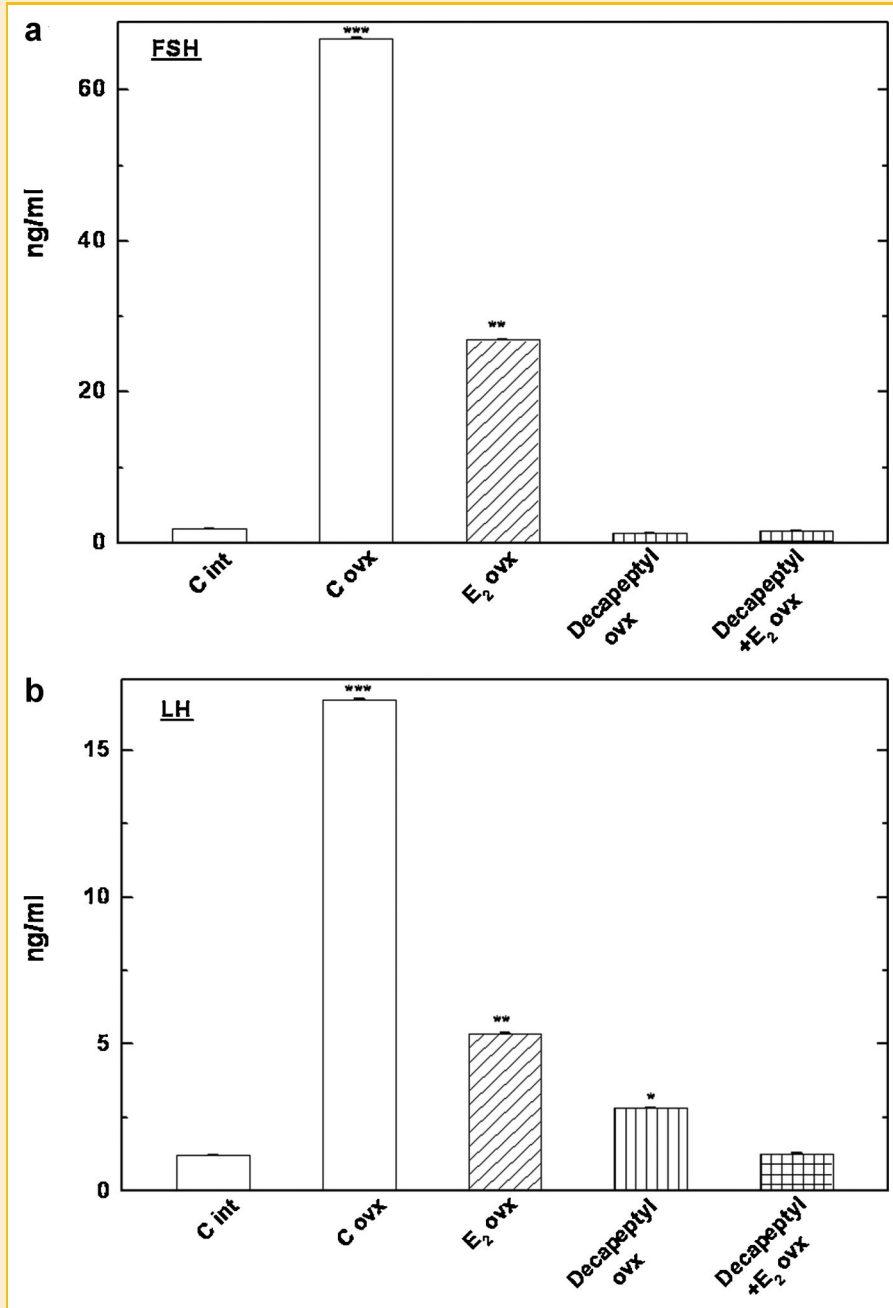 a
FSH
***
60
ng/ml
40
**
20
0
C int
C ovx
E₂ ovx
Decapeptyl
ovx
Decapeptyl
+E₂ ovx
b
LH
***
15
ng/ml
10
**
5
*
0
C int
C ovx
E₂ ovx
Decapeptyl
ovx
Decapeptyl
+E₂ ovx